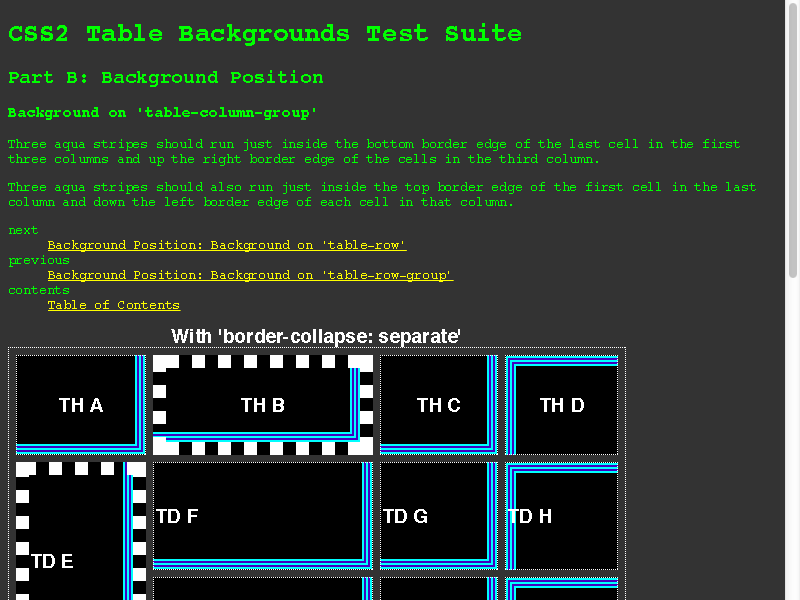 CSS2 Table Backgrounds Test Suite
Part B: Background Position
Background on 'table-column-group'
Three aqua stripes should run just inside the bottom border edge of the last cell in the first
three columns and up the right border edge of the cells in the third column.
Three aqua stripes should also run just inside the top border edge of the first cell in the last
column and down the left border edge of each cell in that column.
next
Background Position: Background on 'table-row'
previous
Background Position: Background on 'table-row-group'
contents
Table of Contents
With 'border-collapse: separate'
TH A TH B TH C TH D
TD F TD G TD H
TD E